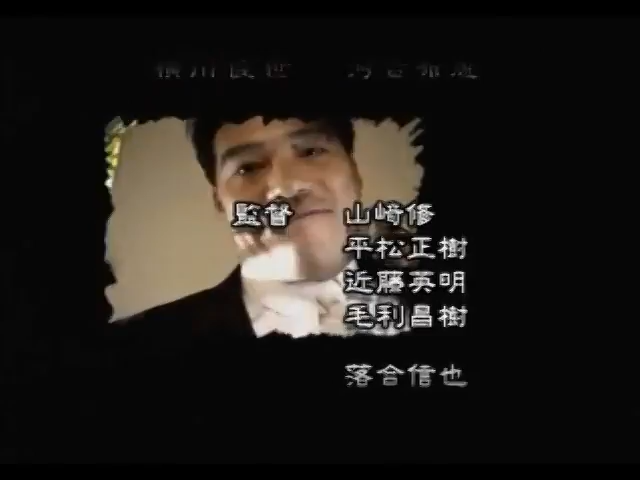 監督 山﨑修
平松正樹
近藤英明
毛利昌樹
落合信也